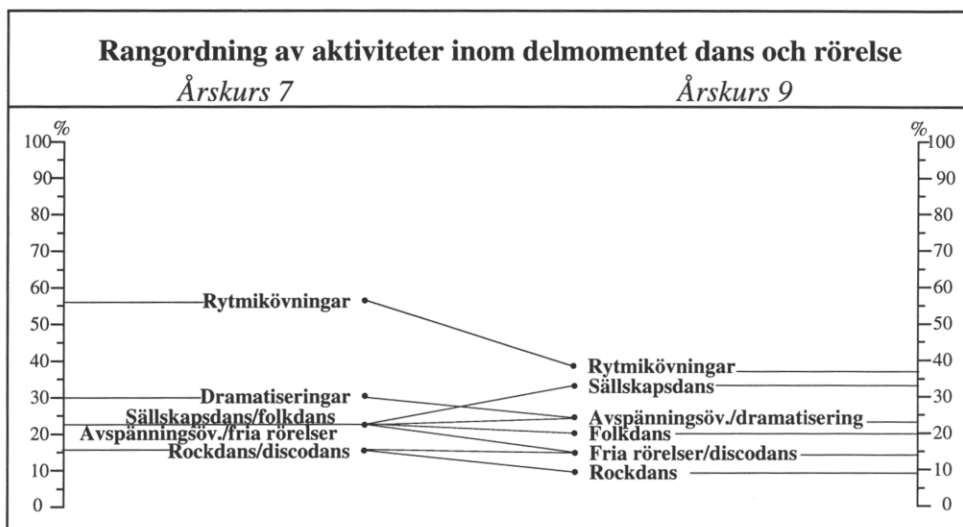 Rangordning av aktiviteter inom delmomentet dans och rörelse
Årskurs 7 Årskurs 9
% %
100 100
90 90
80 80
70 70
60 60
Rytmikövningar
50 50
40 40
Rytmikövningar
Sällskapsdans
30 30
Dramatiseringar
Sällskapsdans/folkdans
Avspänningsöv./dramatisering
20 20
Avspänningsöv./fria rörelser
Folkdans
Rockdans/discodans
Fria rörelser/discodans
10 10
Rockdans
0 0